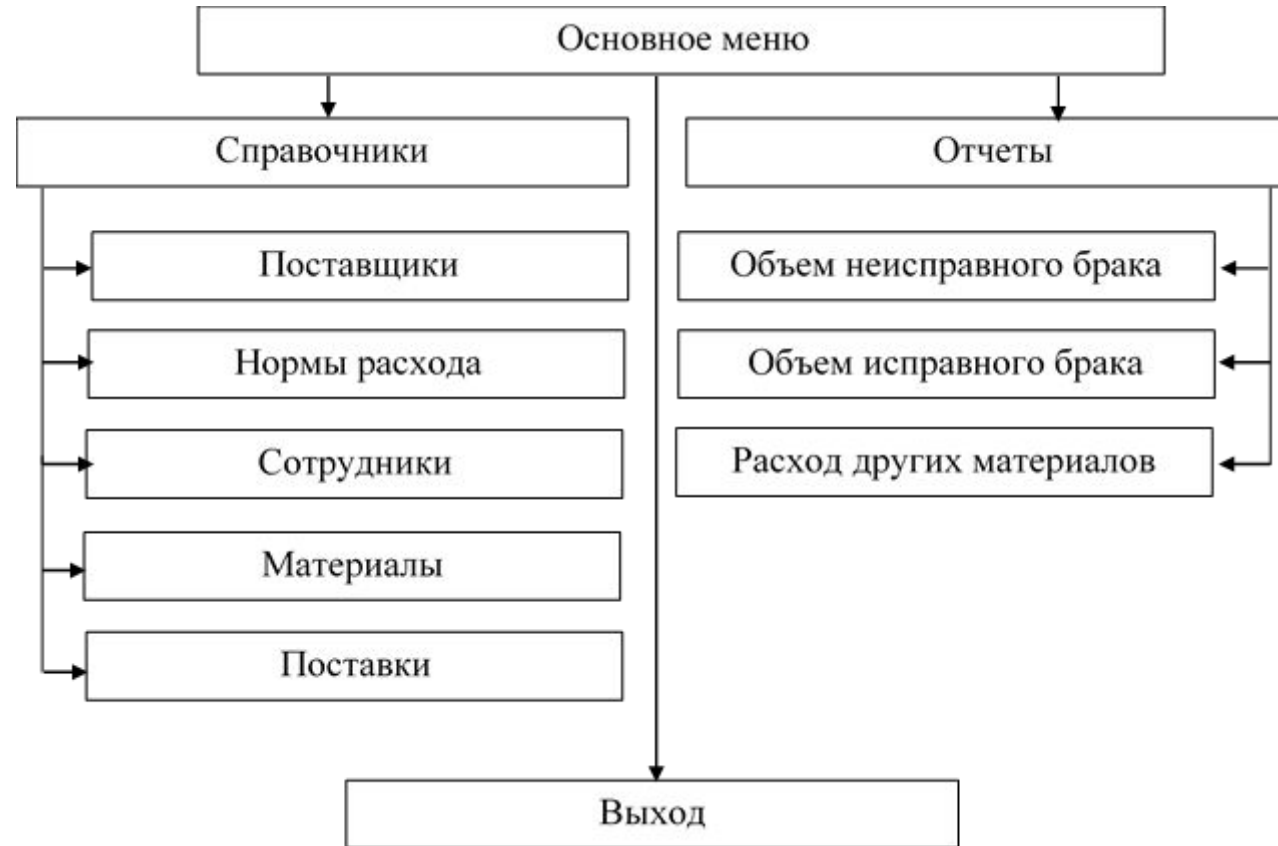 Основное меню
Справочники
Поставщики
Нормы расхода
Сотрудники
Материалы
Поставки
Отчеты
Объем неисправного брака
Объем исправного брака
Расход других материалов
Выход